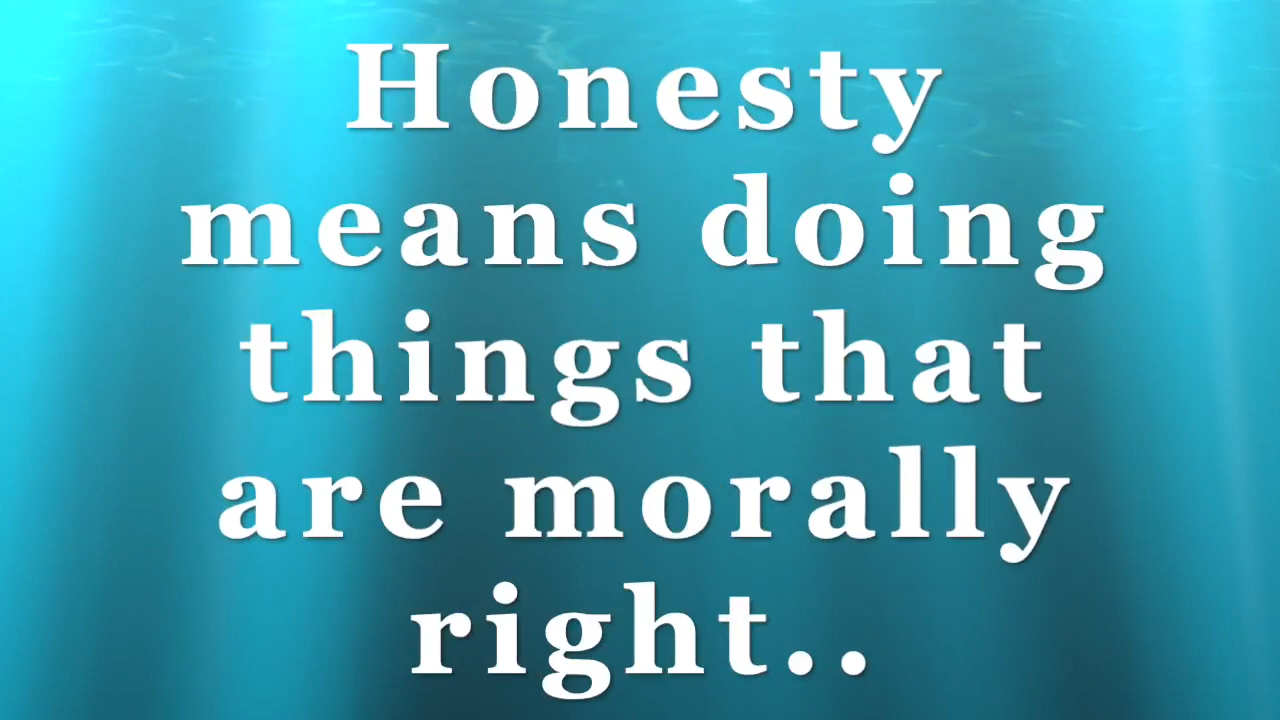 Honesty
means doing
things that
are morally
right..